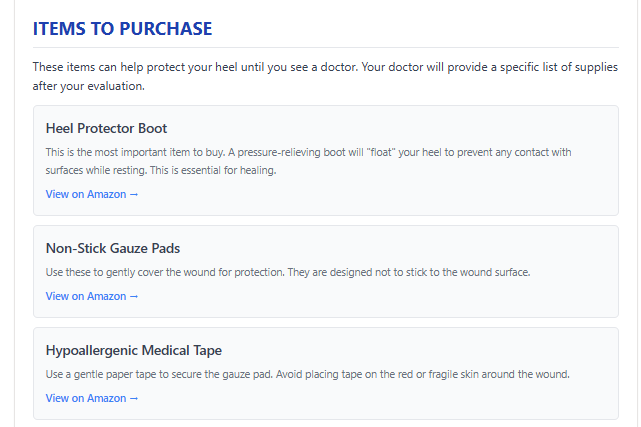 ITEMS TO PURCHASE
These items can help protect your heel until you see a doctor. Your doctor will provide a specific list of supplies
after your evaluation.
Heel Protector Boot
This is the most important item to buy. A pressure-relieving boot will "float" your heel to prevent any contact with
surfaces while resting. This is essential for healing.
View on Amazon →
Non-Stick Gauze Pads
Use these to gently cover the wound for protection. They are designed not to stick to the wound surface.
View on Amazon →
Hypoallergenic Medical Tape
Use a gentle paper tape to secure the gauze pad. Avoid placing tape on the red or fragile skin around the wound.
View on Amazon →